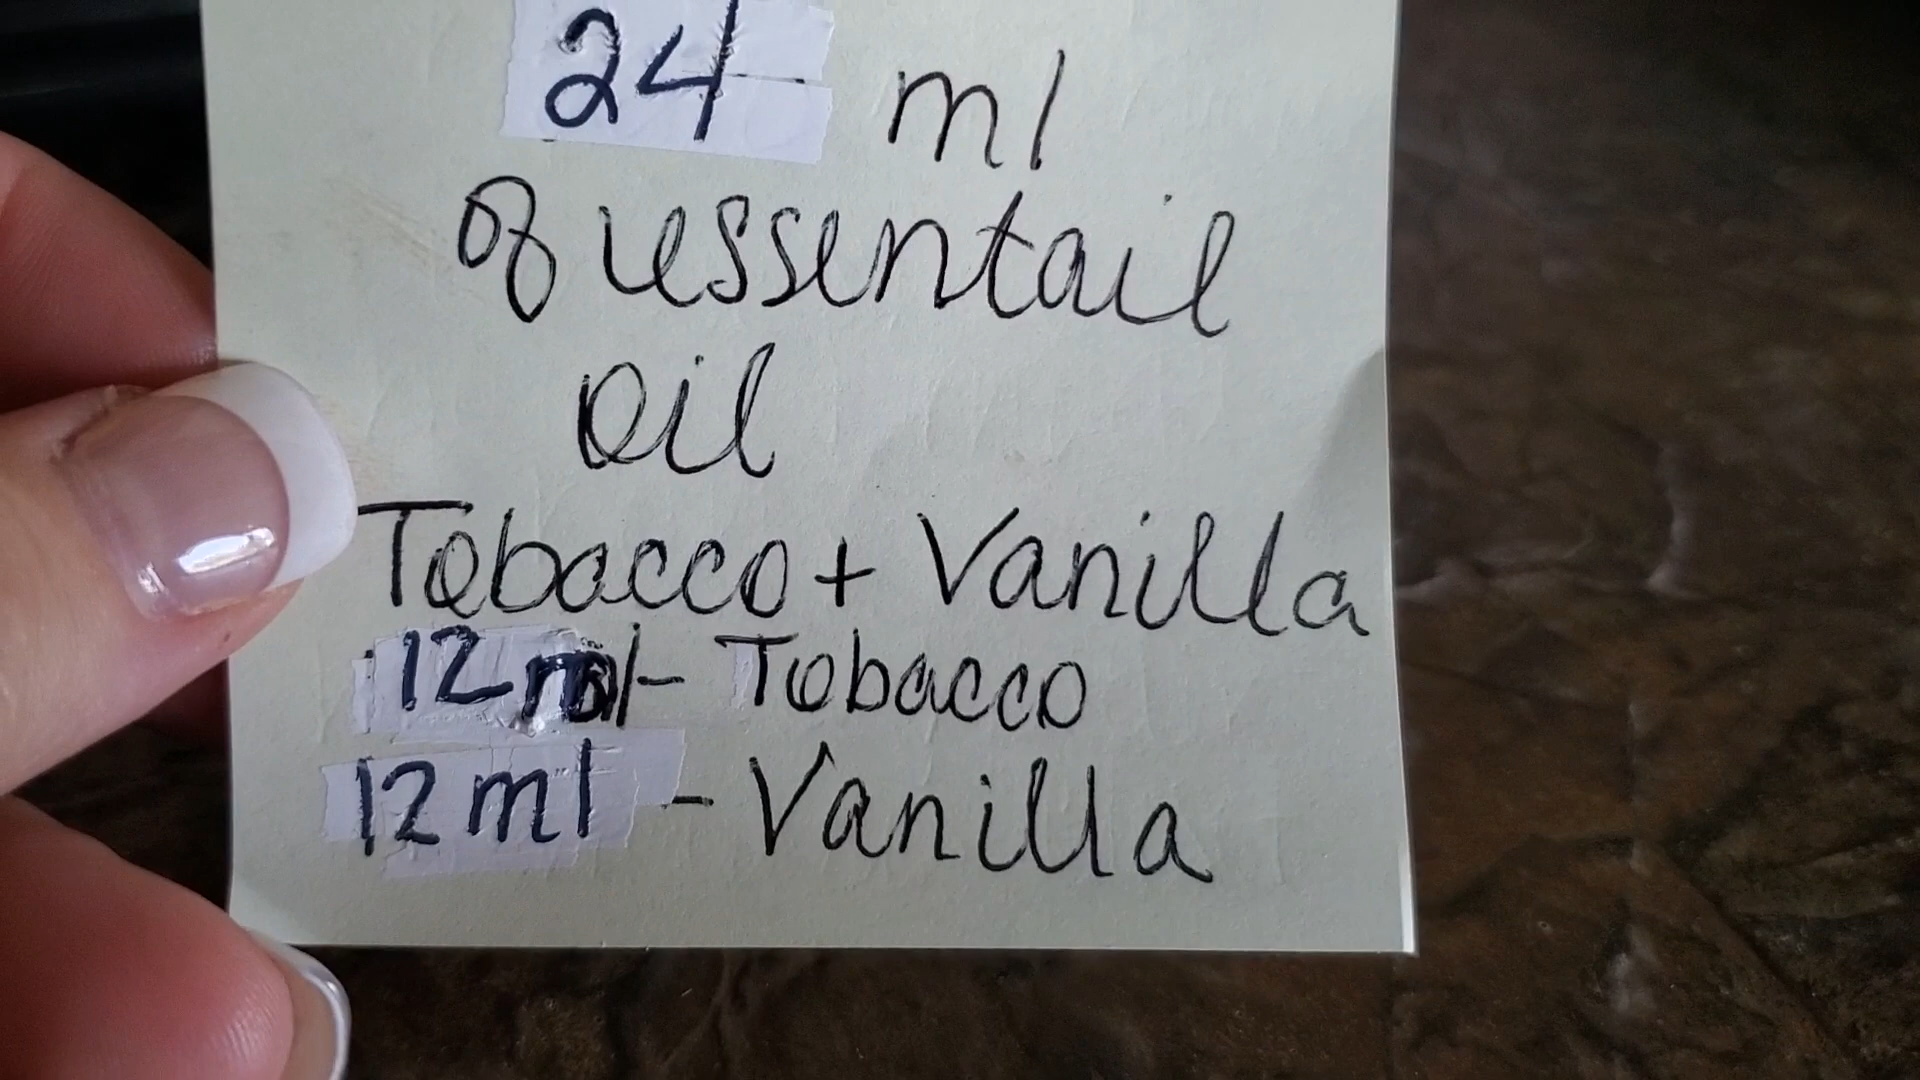 24 ml
of essentail
oil
Tobacco + Vanilla
12ml - Tobacco
12ml - Vanilla